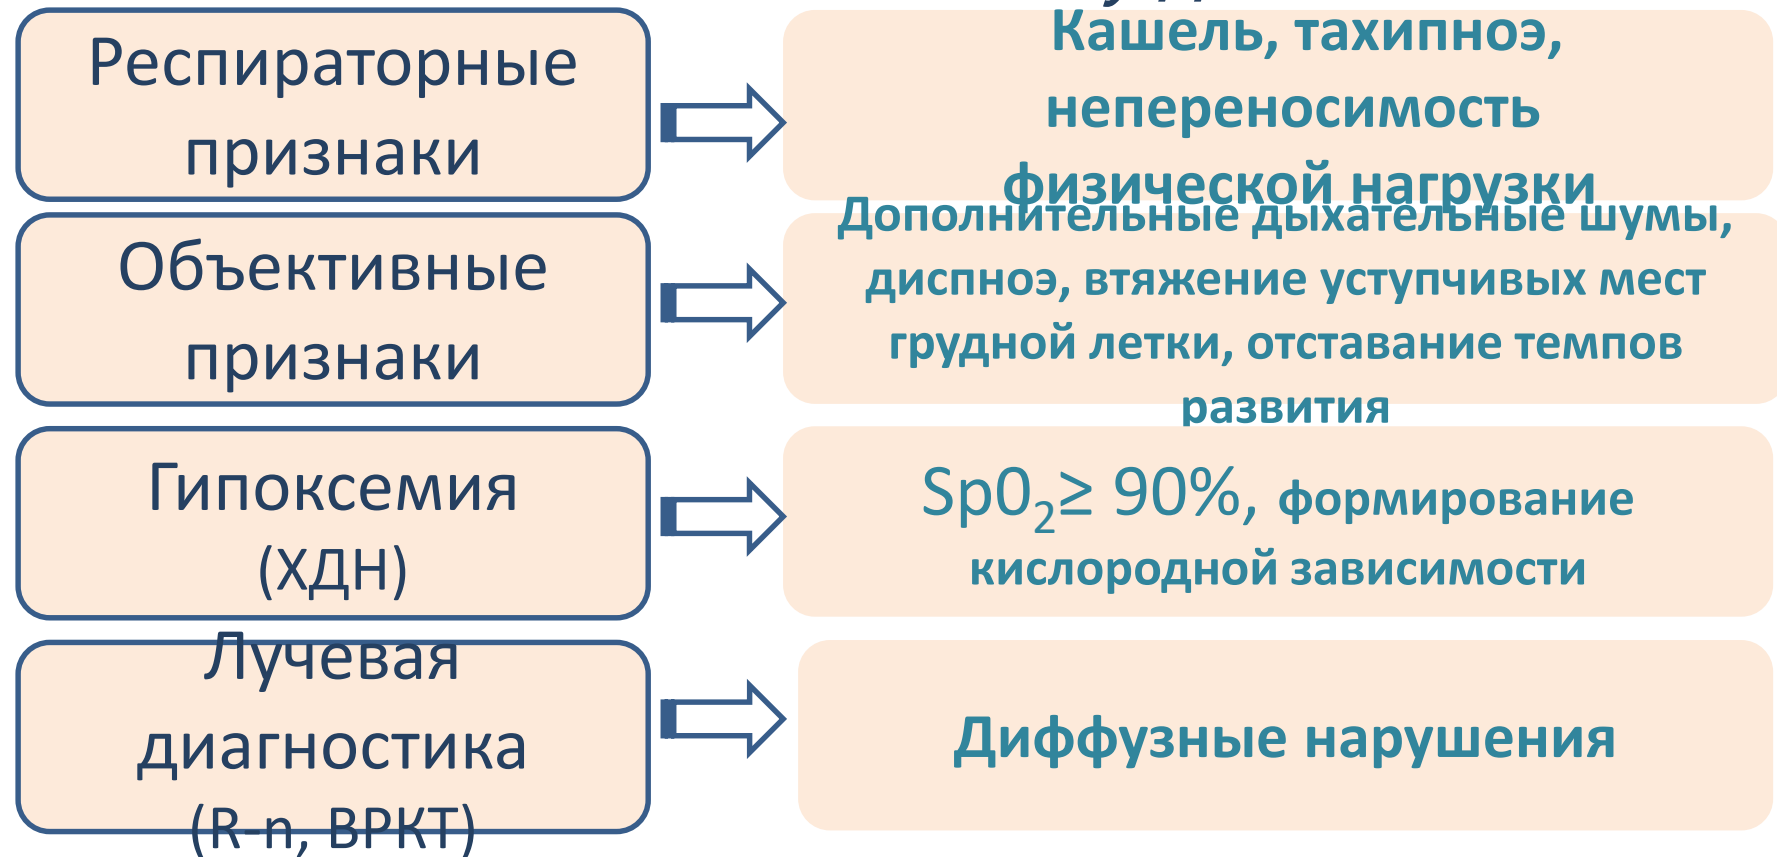 Респираторные
признаки
Кашель, тахипноэ,
непереносимость
физической нагрузки
Объективные
признаки
Дополнительные дыхательные шумы,
диспноэ, втяжение уступчивых мест
грудной летки, отставание темпов
развития
Гипоксемия
(ХДН)
Sp0₂≥ 90%, формирование
кислородной зависимости
Лучевая
диагностика
(R-n, ВРКТ)
Диффузные нарушения